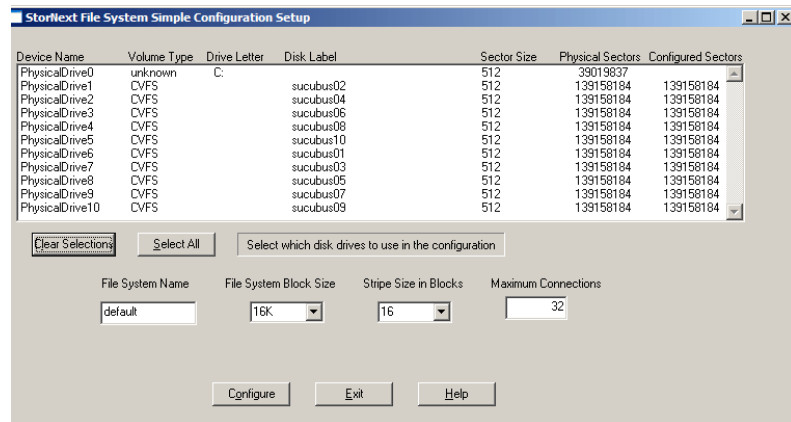 StorNext File System Simple Configuration Setup
Device Name Volume Type Drive Letter Disk Label Sector Size Physical Sectors Configured Sectors
PhysicalDrive0 unknown C: 512 39019837
PhysicalDrive1 CVFS sucubus02 512 139158184 139158184
PhysicalDrive2 CVFS sucubus04 512 139158184 139158184
PhysicalDrive3 CVFS sucubus06 512 139158184 139158184
PhysicalDrive4 CVFS sucubus08 512 139158184 139158184
PhysicalDrive5 CVFS sucubus10 512 139158184 139158184
PhysicalDrive6 CVFS sucubus01 512 139158184 139158184
PhysicalDrive7 CVFS sucubus03 512 139158184 139158184
PhysicalDrive8 CVFS sucubus05 512 139158184 139158184
PhysicalDrive9 CVFS sucubus07 512 139158184 139158184
PhysicalDrive10 CVFS sucubus09 512 139158184 139158184
Clear Selections Select All Select which disk drives to use in the configuration
File System Name File System Block Size Stripe Size in Blocks Maximum Connections
default 16K 16 32
Configure Exit Help